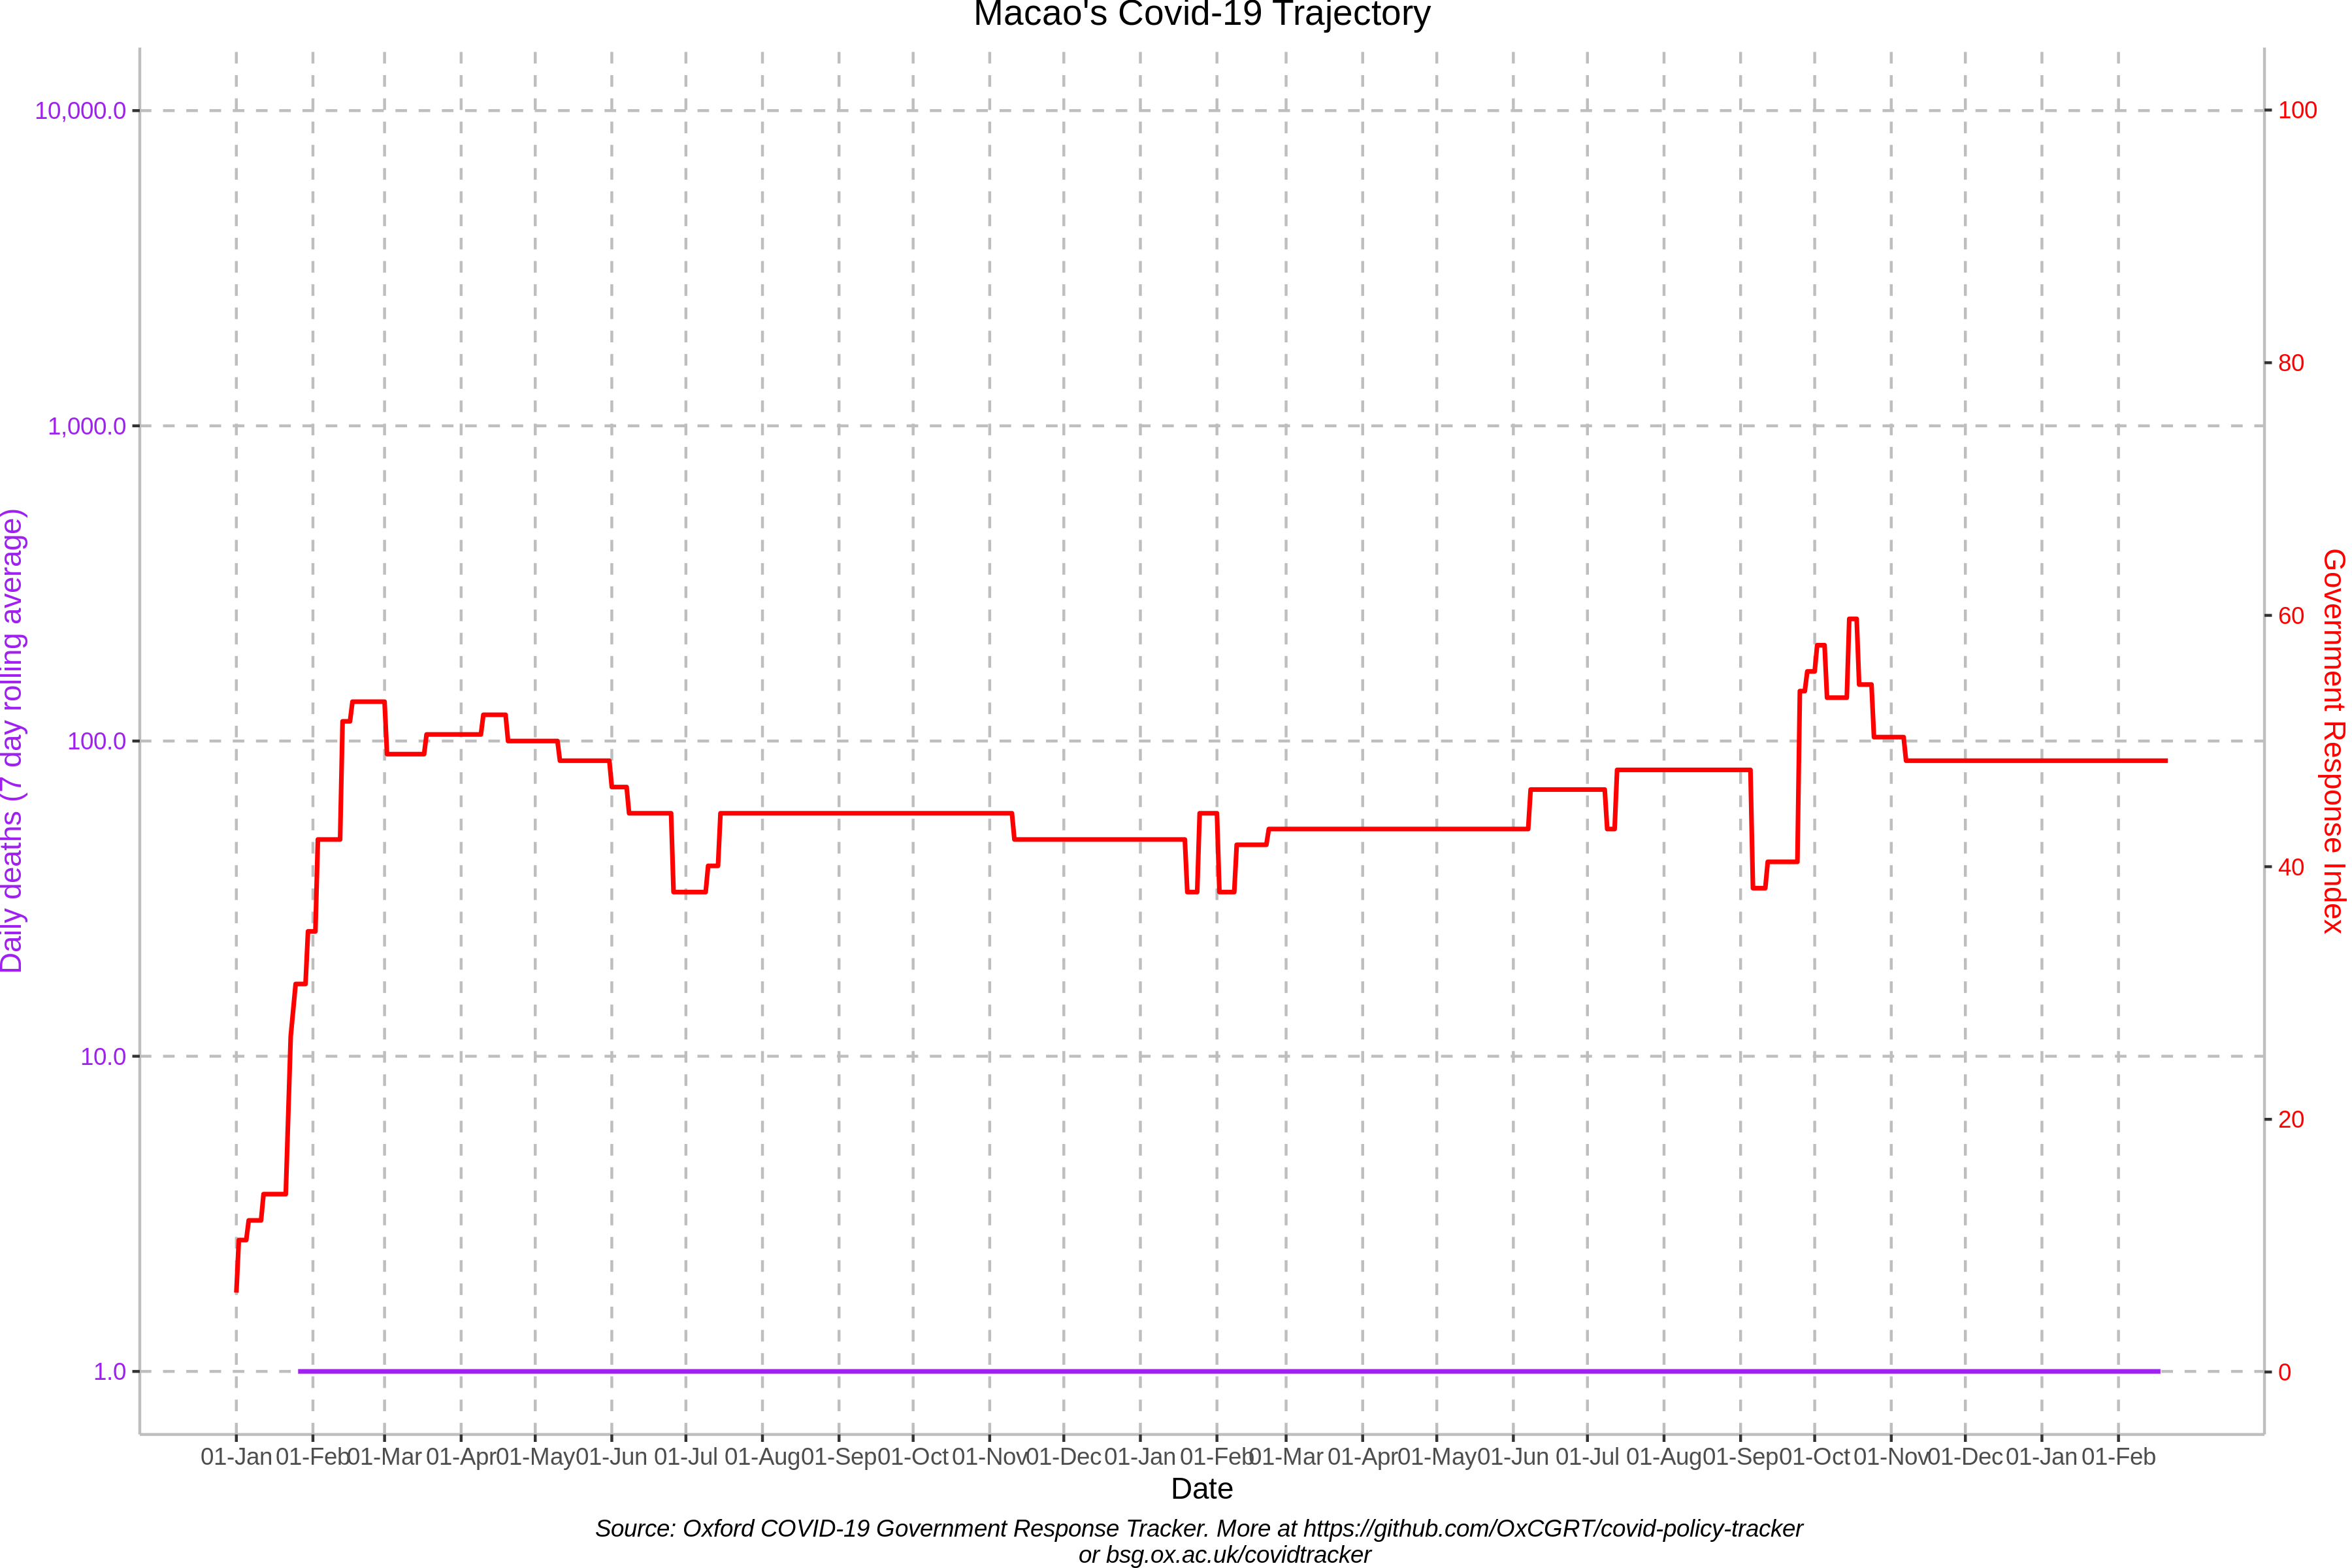 Macao's Covid-19 Trajectory
10,000.0
1,000.0
100.0
10.0
1.0
Daily deaths (7 day rolling average)
100
80
60
40
20
0
Government Response Index
01-Jan 01-Feb 01-Mar 01-Apr 01-May 01-Jun 01-Jul 01-Aug 01-Sep 01-Oct 01-Nov 01-Dec 01-Jan 01-Feb 01-Mar 01-Apr 01-May 01-Jun 01-Jul 01-Aug 01-Sep 01-Oct 01-Nov 01-Dec 01-Jan 01-Feb
Date
Source: Oxford COVID-19 Government Response Tracker. More at https://github.com/OxCGRT/covid-policy-tracker
or bsg.ox.ac.uk/covidtracker